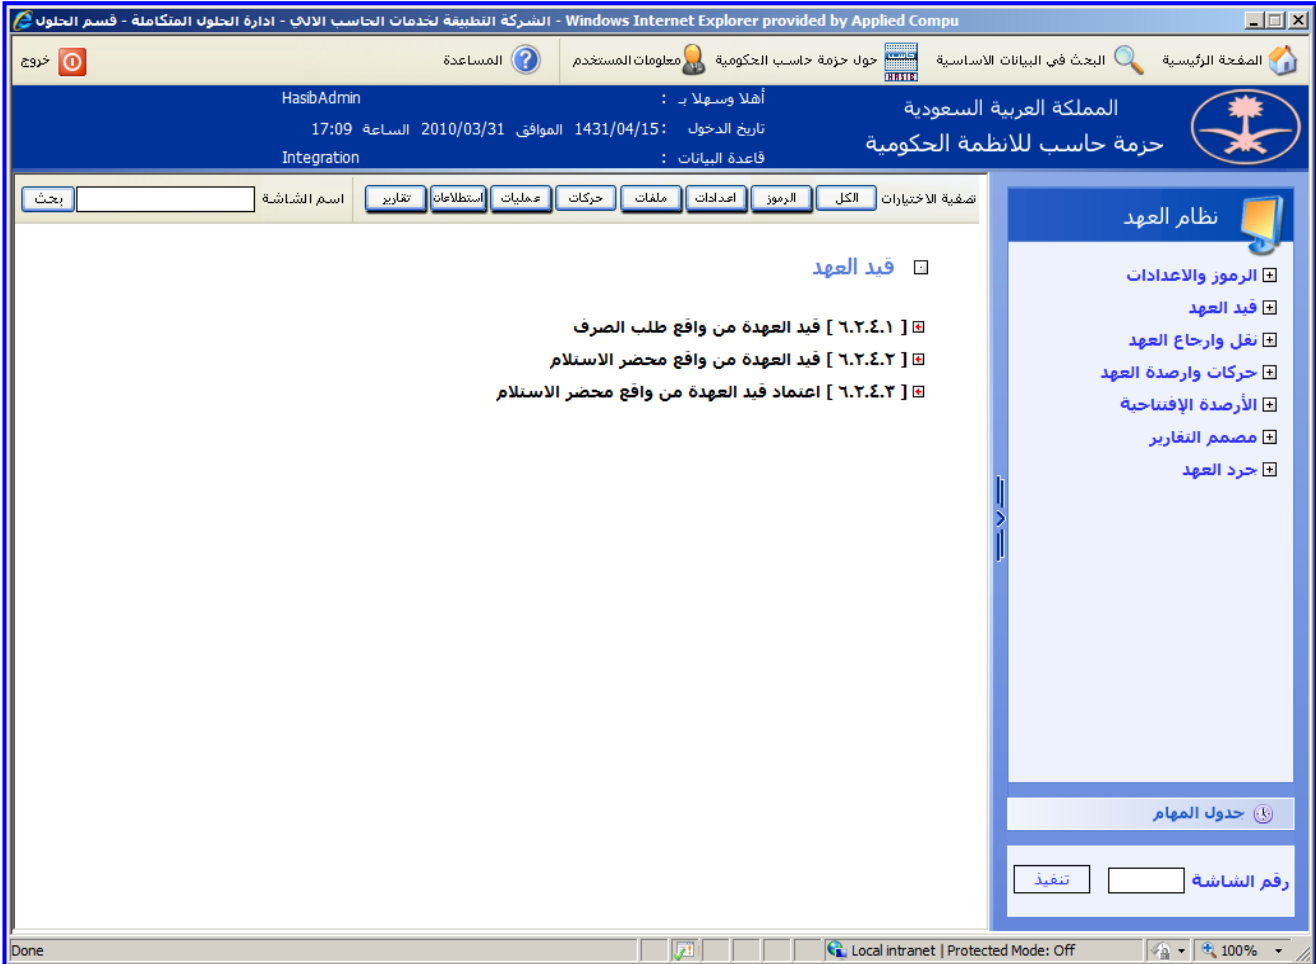 الشركة التطبيقة لخدمات الحاسب الالي - ادارة الحلول المتكاملة - قسم الحلول - Windows Internet Explorer provided by Applied Compu
الصفحة الرئيسية البحث في البيانات الاساسية حول حزمة حاسب الحكومية معلومات المستخدم المساعدة خروج
حاسب
HASIB
المملكة العربية السعودية
حزمة حاسب للانظمة الحكومية
أهلا وسهلا بـ : HasibAdmin
تاريخ الدخول : 1431/04/15 الموافق 2010/03/31 الساعة 17:09
قاعدة البيانات : Integration
تصفية الاختيارات الكل الرموز اعدادات ملفات حركات عمليات استطلاعات تقارير اسم الشاشة بحث
نظام العهد
الرموز والاعدادات
قيد العهد
نقل وارجاع العهد
حركات وارصدة العهد
الأرصدة الإفتتاحية
مصمم التقارير
جرد العهد
قيد العهد
[ ٦.٢.٤.١ ] قيد العهدة من واقع طلب الصرف
[ ٦.٢.٤.٢ ] قيد العهدة من واقع محضر الاستلام
[ ٦.٢.٤.٣ ] اعتماد قيد العهدة من واقع محضر الاستلام
جدول المهام
رقم الشاشة تنفيذ
Done Local intranet | Protected Mode: Off 100%